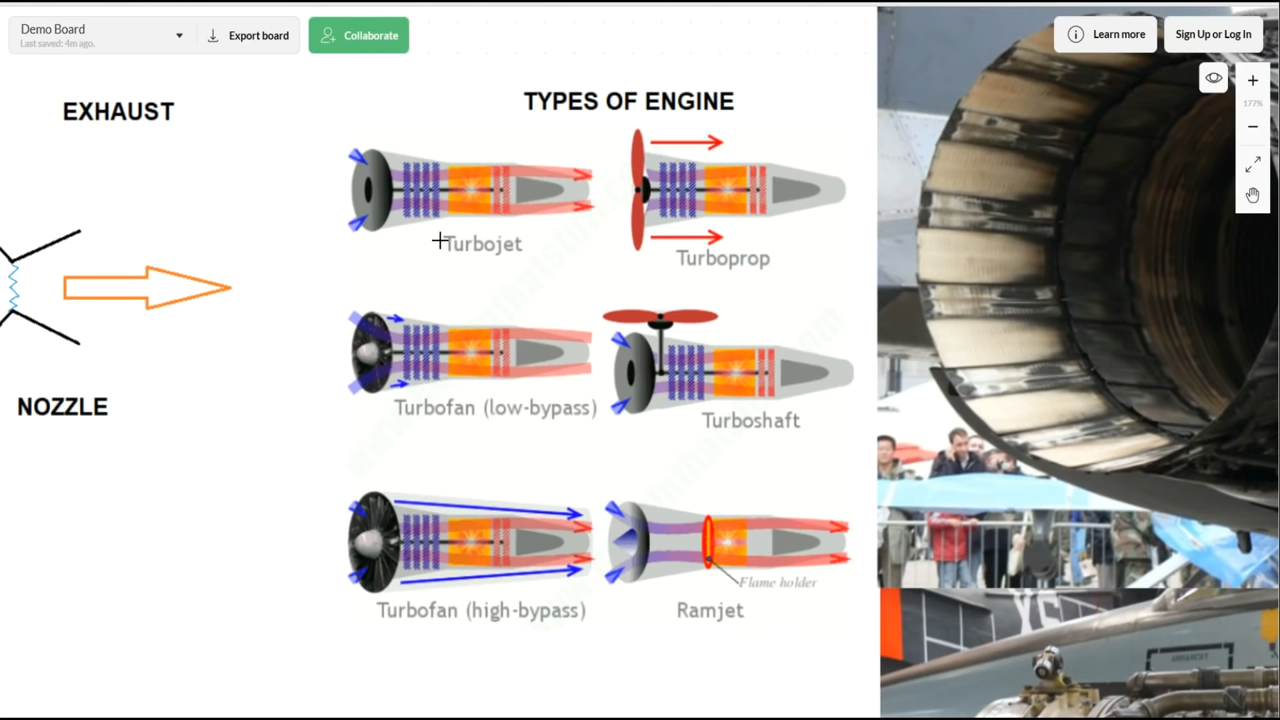 Demo Board
Last saved: 4m ago.
Export board
Collaborate
Learn more
Sign Up or Log In
177%
EXHAUST
TYPES OF ENGINE
Turbojet
Turboprop
NOZZLE
Turbofan (low-bypass)
Turboshaft
Flame holder
Turbofan (high-bypass)
Ramjet
XS